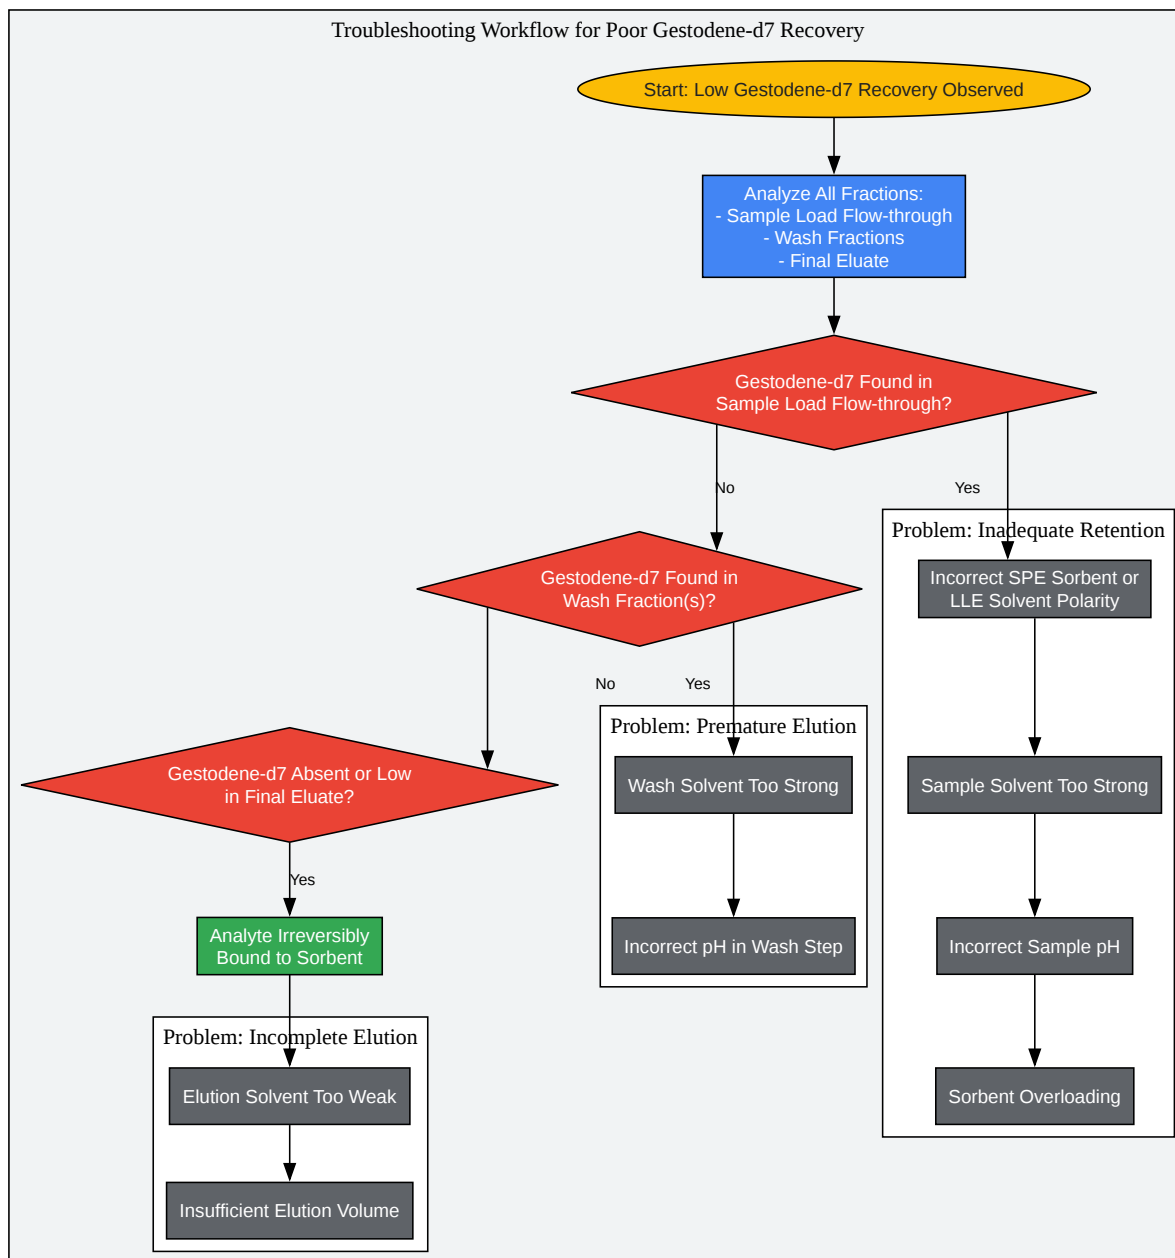 Troubleshooting Workflow for Poor Gestodene-d7 Recovery
Start: Low Gestodene-d7 Recovery Observed
Analyze All Fractions:
- Sample Load Flow-through
- Wash Fractions
- Final Eluate
Gestodene-d7 Found in
Sample Load Flow-through?
No
Yes
Problem: Inadequate Retention
Incorrect SPE Sorbent or
LLE Solvent Polarity
Gestodene-d7 Found in
Wash Fraction(s)?
No
Yes
Problem: Premature Elution
Wash Solvent Too Strong
Sample Solvent Too Strong
Gestodene-d7 Absent or Low
in Final Eluate?
Yes
Analyte Irreversibly
Bound to Sorbent
Incorrect pH in Wash Step
Incorrect Sample pH
Problem: Incomplete Elution
Elution Solvent Too Weak
Sorbent Overloading
Insufficient Elution Volume